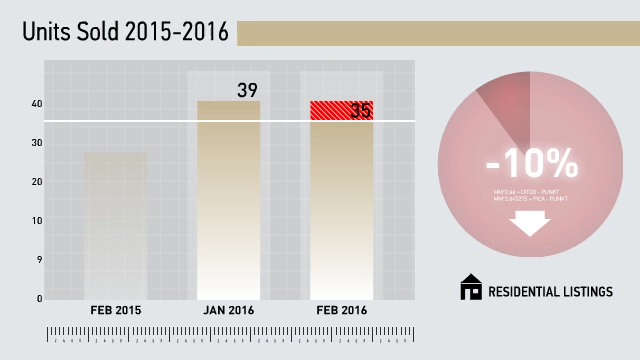 Units Sold 2015-2016
39
35
40
30
20
10
9
0
FEB 2015
JAN 2016
FEB 2016
-10%
RESIDENTIAL LISTINGS